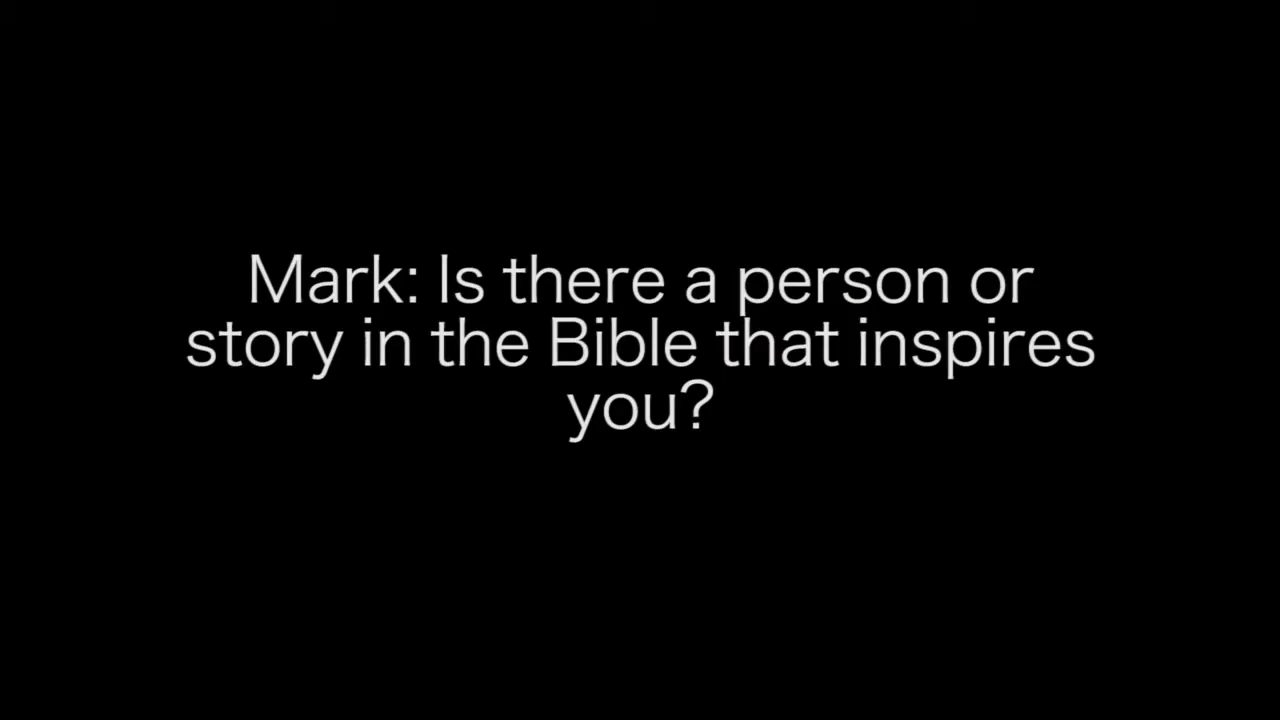 Mark: Is there a person or
story in the Bible that inspires
you?